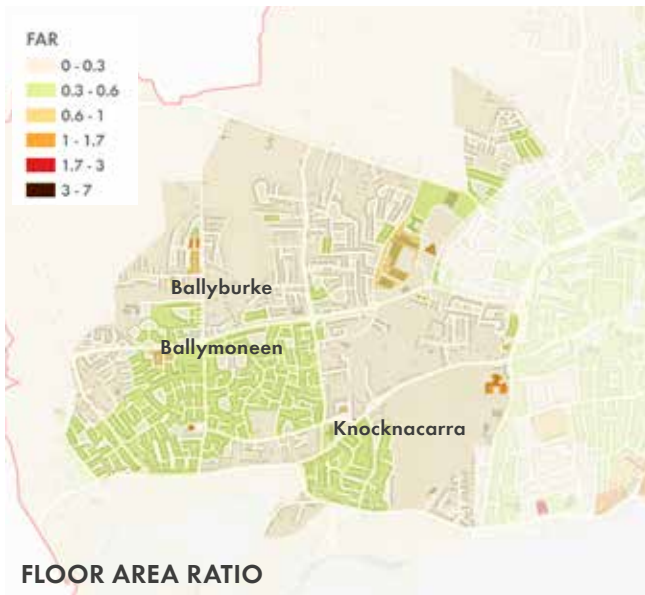 FAR
0 - 0.3
0.3 - 0.6
0.6 - 1
1 - 1.7
1.7 - 3
3 - 7
Ballyburke
Ballymoneen
Knocknacarra
FLOOR AREA RATIO